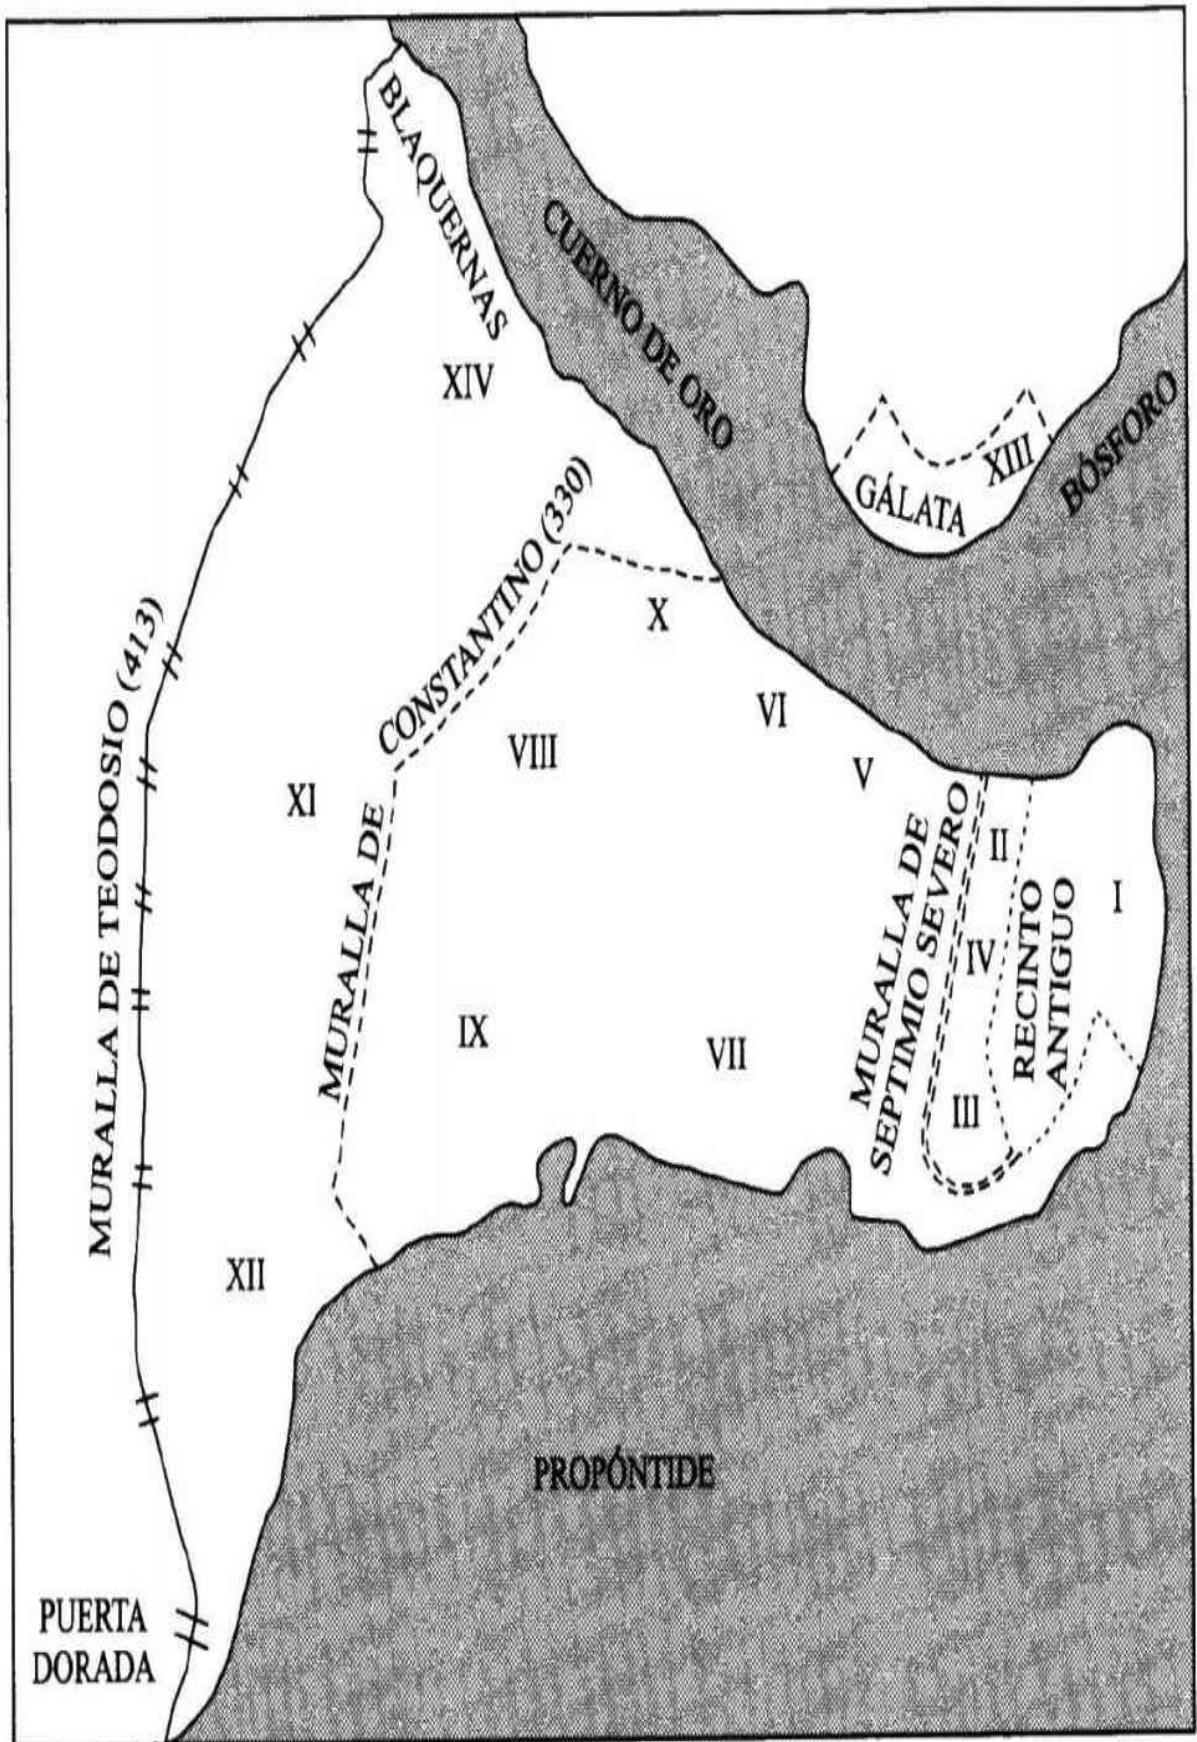 BLAQUERNAS
CUERNO DE ORO
XIV
GÁLATA
XIII
BÓSFORO
MURALLA DE TEODOSIO (413)
MURALLA DE
CONSTANTINO (330)
X
VI
VIII
V
XI
MURALLA DE
SEPTIMIO SEVERO
II
I
RECINTO
ANTIGUO
IV
IX
VII
III
XII
PROPÓNTIDE
PUERTA
DORADA